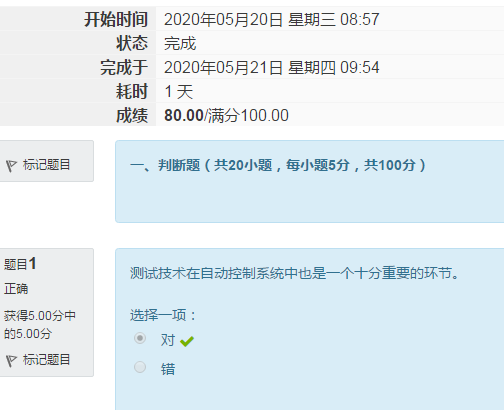 开始时间 2020年05月20日 星期三 08:57
状态 完成
完成于 2020年05月21日 星期四 09:54
耗时 1 天
成绩 80.00/满分100.00
标记题目
一、判断题（共20小题，每小题5分，共100分）
题目1
正确
获得5.00分中
的5.00分
标记题目
测试技术在自动控制系统中也是一个十分重要的环节。
选择一项：
对
错